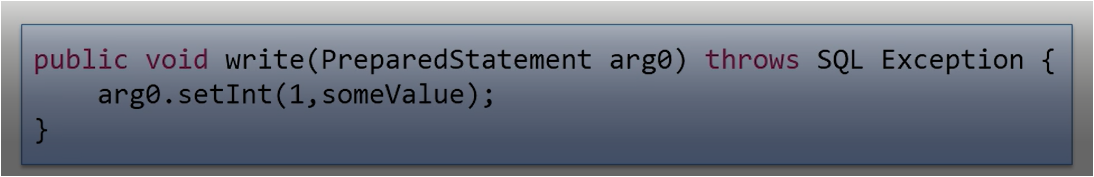 public void write(PreparedStatement arg0) throws SQL Exception {
    arg0.setInt(1,someValue);
}